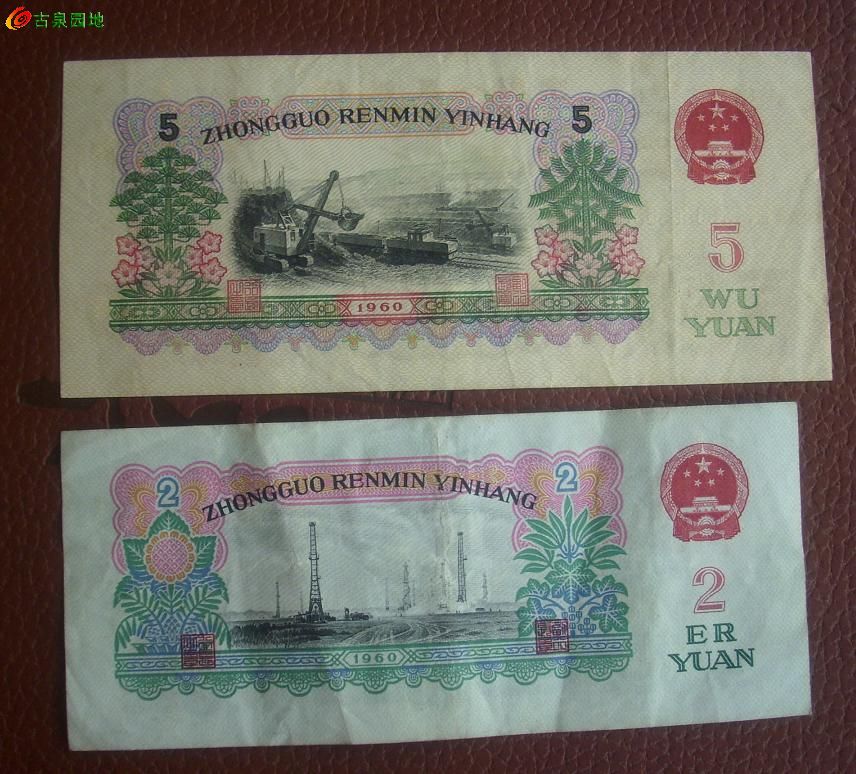 古泉园地
5 ZHONGGUO RENMIN YINHANG 5
1960
5
WU
YUAN
2 ZHONGGUO RENMIN YINHANG 2
1960
2
ER
YUAN